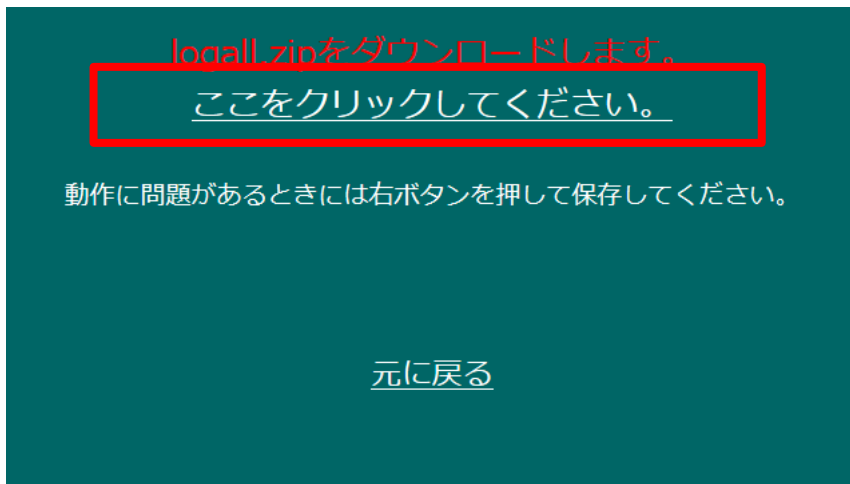 logall.zipをダウンロードします。
ここをクリックしてください。
動作に問題があるときには右ボタンを押して保存してください。
元に戻る